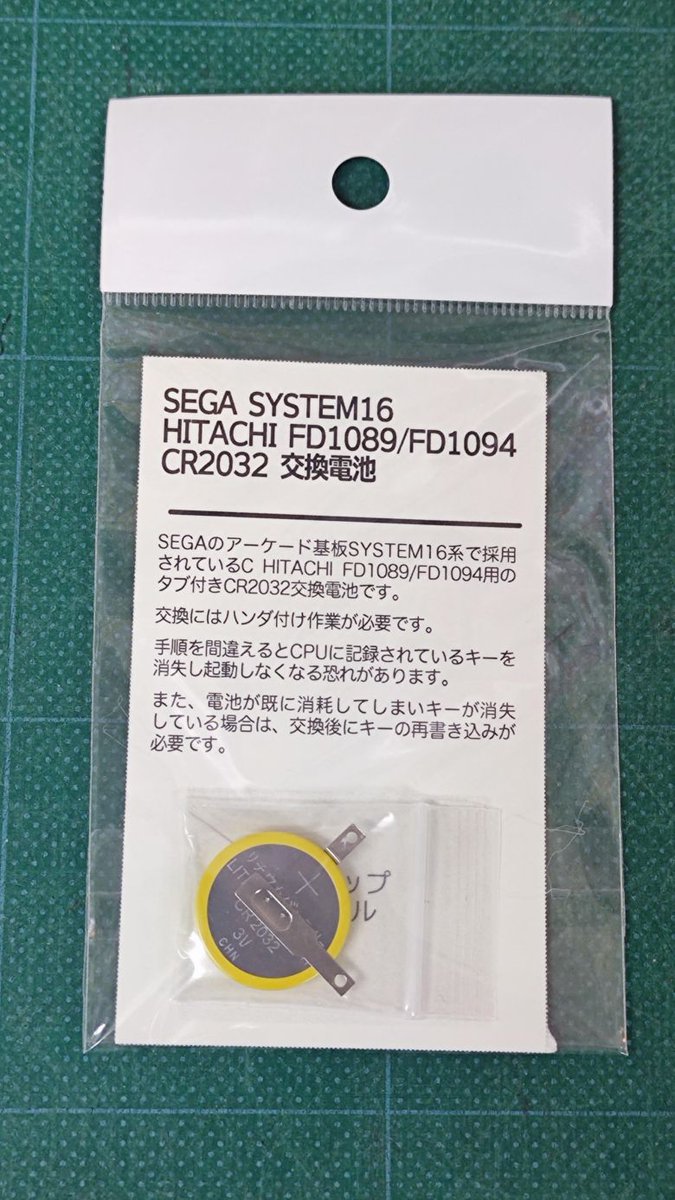 SEGA SYSTEM16
HITACHI FD1089/FD1094
CR2032 交換電池
SEGAのアーケード基板SYSTEM16系で採用
されているC HITACHI FD1089/FD1094用の
タブ付きCR2032交換電池です。
交換にはハンダ付け作業が必要です。
手順を間違えるとCPUに記録されているキーを
消失し起動しなくなる恐れがあります。
また、電池が既に消耗してしまいキーが消失
している場合は、交換後にキーの再書き込みが
必要です。
ップ
ル
+
CR2032
3V
CHN